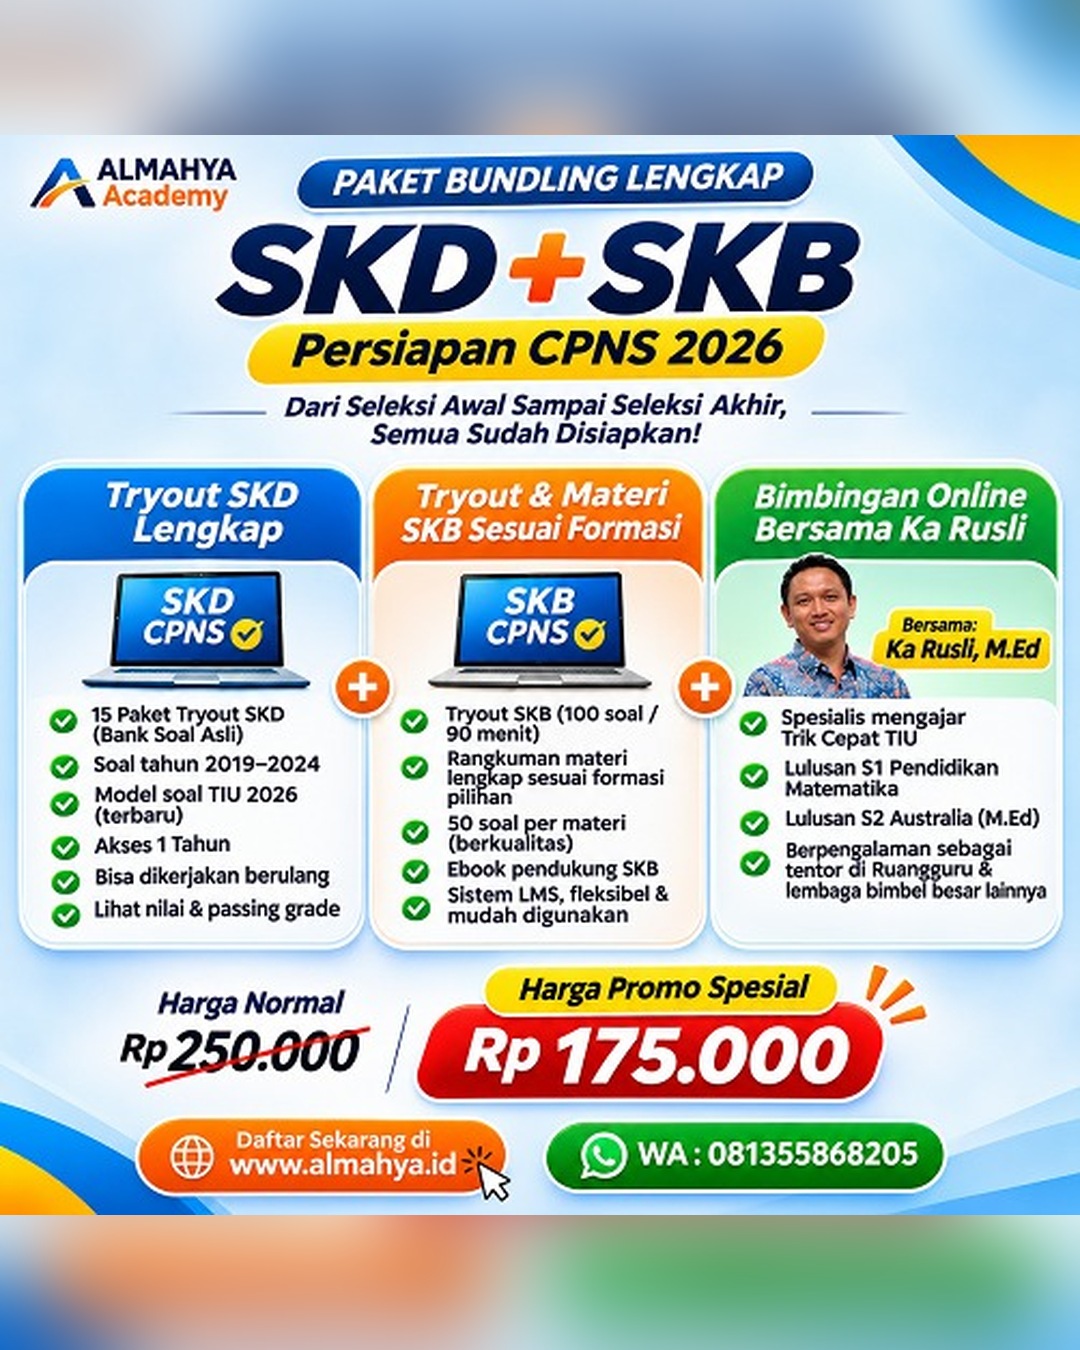 ALMAHYA
Academy
PAKET BUNDLING LENGKAP
SKD + SKB
Persiapan CPNS 2026
Dari Seleksi Awal Sampai Seleksi Akhir,
Semua Sudah Disiapkan!
Tryout SKD
Lengkap
SKD
CPNS
15 Paket Tryout SKD
(Bank Soal Asli)
Soal tahun 2019–2024
Model soal TIU 2026
(terbaru)
Akses 1 Tahun
Bisa dikerjakan berulang
Lihat nilai & passing grade
+
Tryout & Materi
SKB Sesuai Formasi
SKB
CPNS
Tryout SKB (100 soal /
90 menit)
Rangkuman materi
lengkap sesuai formasi
pilihan
50 soal per materi
(berkualitas)
Ebook pendukung SKB
Sistem LMS, fleksibel &
mudah digunakan
+
Bimbingan Online
Bersama Ka Rusli
Bersama:
Ka Rusli, M.Ed
Spesialis mengajar
Trik Cepat TIU
Lulusan S1 Pendidikan
Matematika
Lulusan S2 Australia (M.Ed)
Berpengalaman sebagai
tentor di Ruangguru &
lembaga bimbel besar lainnya
Harga Normal
Rp 250.000
Harga Promo Spesial
Rp 175.000
Daftar Sekarang di
www.almahya.id
WA : 081355868205